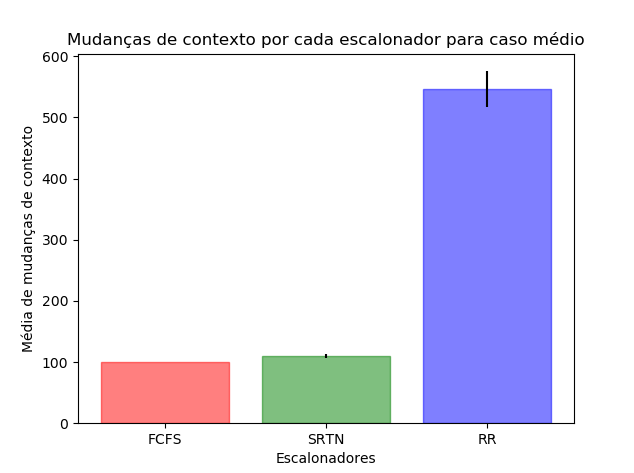 Mudanças de contexto por cada escalonador para caso médio
Média de mudanças de contexto
600
500
400
300
200
100
0
FCFS SRTN RR
Escalonadores